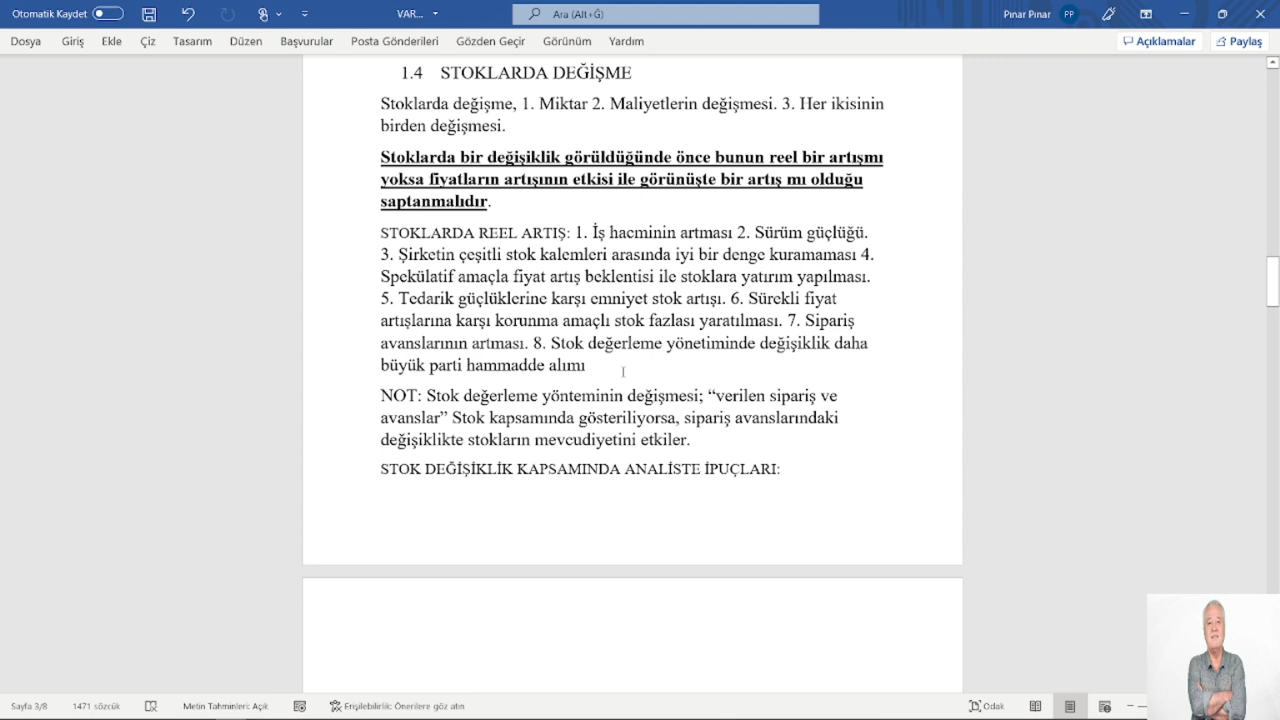 Otomatik Kaydet
VAR...
Ara (Alt+Ğ)
Pınar Pınar
PP
Dosya Giriş Ekle Çiz Tasarım Düzen Başvurular Posta Gönderileri Gözden Geçir Görünüm Yardım
Açıklamalar
Paylaş
1.4 STOKLARDA DEĞİŞME
Stoklarda değişme, 1. Miktar 2. Maliyetlerin değişmesi. 3. Her ikisinin
birden değişmesi.
Stoklarda bir değişiklik görüldüğünde önce bunun reel bir artışmı
yoksa fiyatların artışının etkisi ile görünüşte bir artış mı olduğu
saptanmalıdır.
STOKLARDA REEL ARTIŞ: 1. İş hacminin artması 2. Sürüm güçlüğü.
3. Şirketin çeşitli stok kalemleri arasında iyi bir denge kuramaması 4.
Spekülatif amaçla fiyat artış beklentisi ile stoklara yatırım yapılması.
5. Tedarik güçlüklerine karşı emniyet stok artışı. 6. Sürekli fiyat
artışlarına karşı korunma amaçlı stok fazlası yaratılması. 7. Sipariş
avanslarının artması. 8. Stok değerleme yönetiminde değişiklik daha
büyük parti hammadde alımı
NOT: Stok değerleme yönteminin değişmesi; “verilen sipariş ve
avanslar” Stok kapsamında gösteriliyorsa, sipariş avanslarındaki
değişiklikte stokların mevcudiyetini etkiler.
STOK DEĞİŞİKLİK KAPSAMINDA ANALİSTE İPUÇLARI:
Sayfa 3/8
1471 sözcük
Metin Tahminleri: Açık
Erişilebilirlik: Önerilere göz atın
Odak